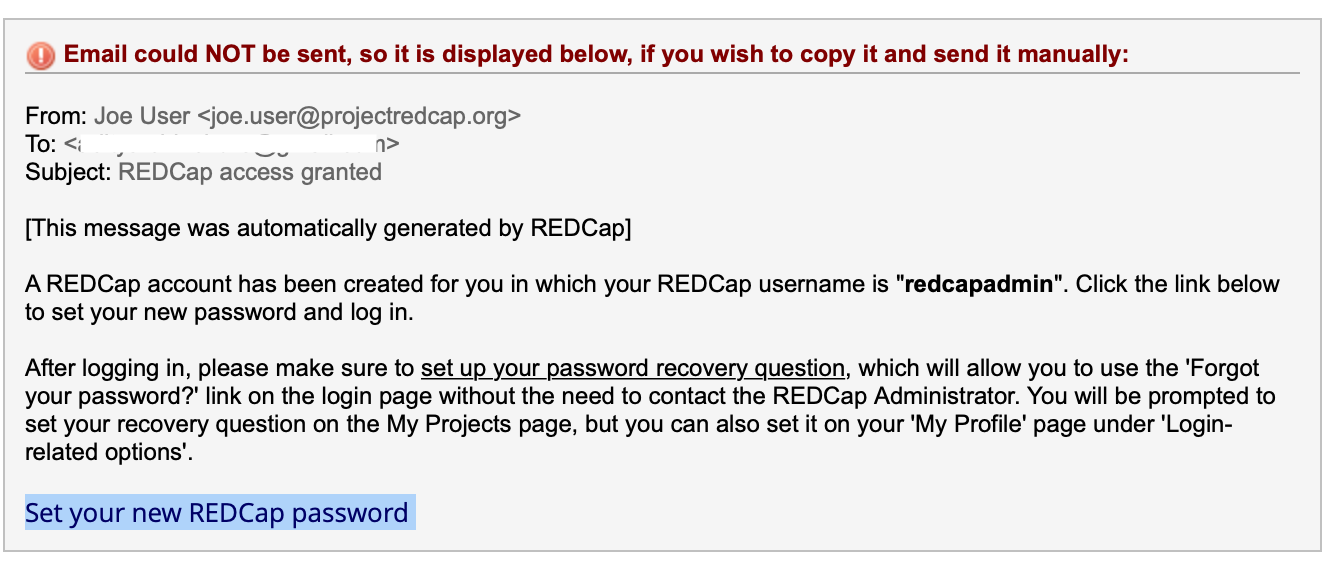 Email could NOT be sent, so it is displayed below, if you wish to copy it and send it manually:
From: Joe User <joe.user@projectredcap.org>
To: <
Subject: REDCap access granted
[This message was automatically generated by REDCap]
A REDCap account has been created for you in which your REDCap username is "redcapadmin". Click the link below
to set your new password and log in.
After logging in, please make sure to set up your password recovery question, which will allow you to use the 'Forgot
your password?' link on the login page without the need to contact the REDCap Administrator. You will be prompted to
set your recovery question on the My Projects page, but you can also set it on your 'My Profile' page under 'Login-
related options'.
Set your new REDCap password